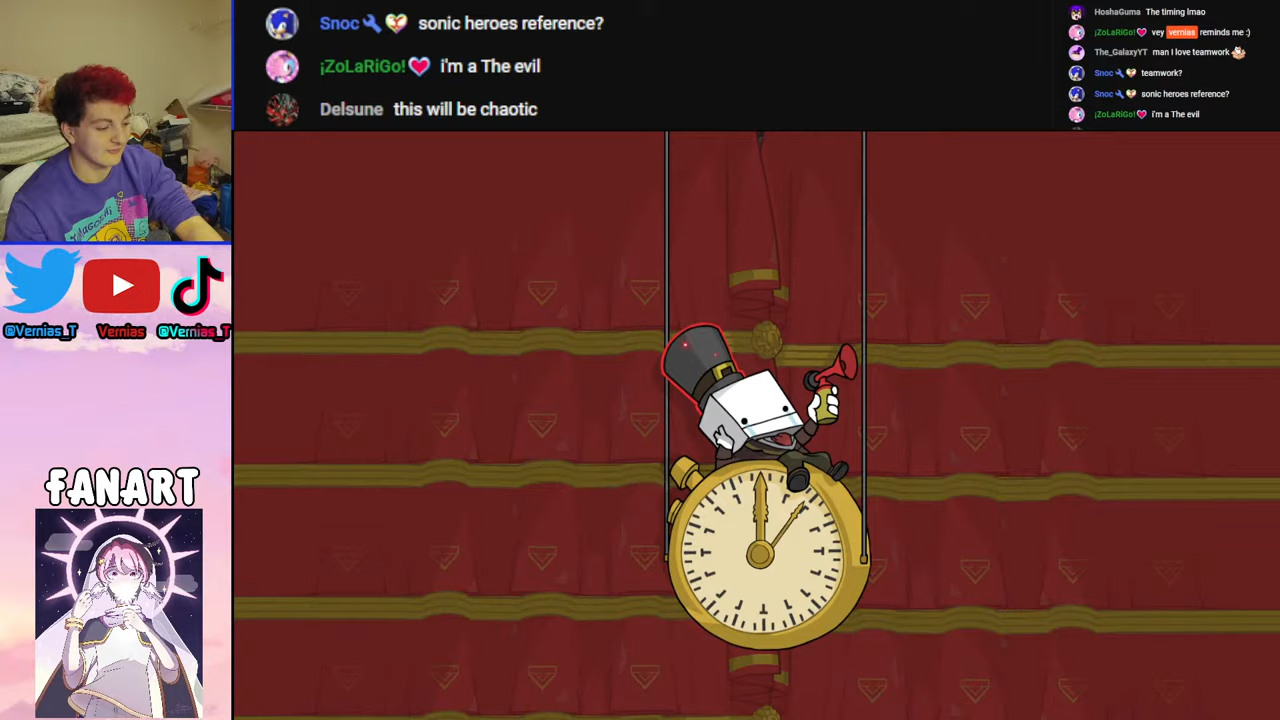 Snoc sonic heroes reference?
¡ZoLaRiGo! i'm a The evil
Delsune this will be chaotic
HoshaGuma The timing lmao
¡ZoLaRiGo! vey vernias reminds me :)
The_GalaxyYT man I love teamwork
Snoc teamwork?
Snoc sonic heroes reference?
¡ZoLaRiGo! i'm a The evil
@Vernias_T Vernias @Vernias_T
FANART